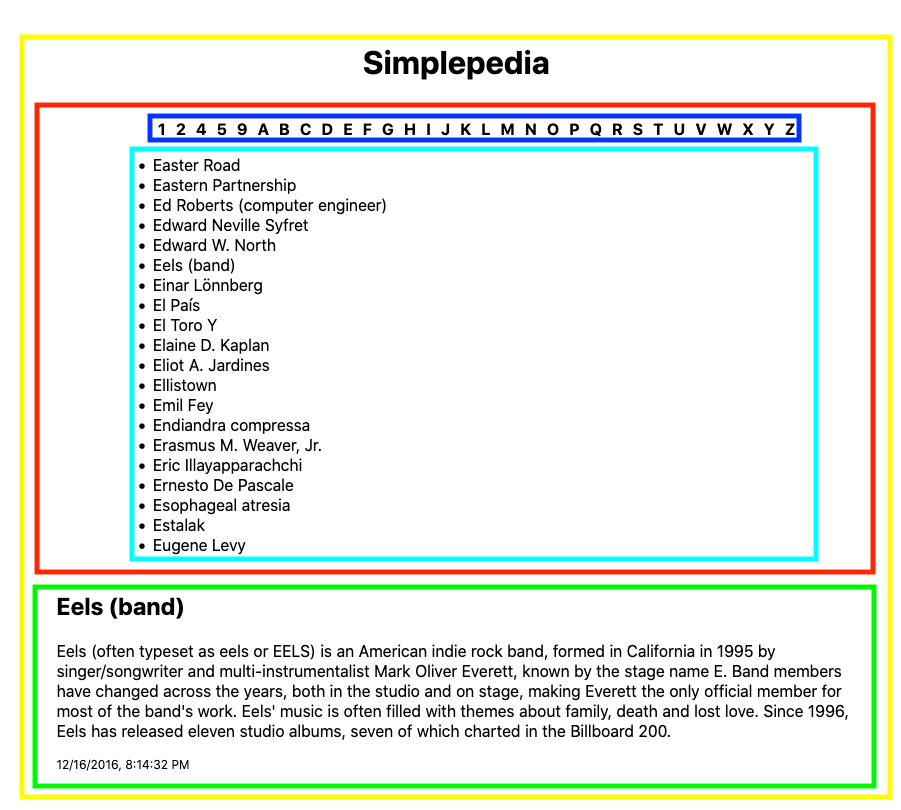 Simplepedia
1 2 4 5 9 A B C D E F G H I J K L M N O P Q R S T U V W X Y Z
• Easter Road
• Eastern Partnership
• Ed Roberts (computer engineer)
• Edward Neville Syfret
• Edward W. North
• Eels (band)
• Einar Lönnberg
• El País
• El Toro Y
• Elaine D. Kaplan
• Eliot A. Jardines
• Ellistown
• Emil Fey
• Endiandra compressa
• Erasmus M. Weaver, Jr.
• Eric Illayapparachchi
• Ernesto De Pascale
• Esophageal atresia
• Estalak
• Eugene Levy
Eels (band)
Eels (often typeset as eels or EELS) is an American indie rock band, formed in California in 1995 by
singer/songwriter and multi-instrumentalist Mark Oliver Everett, known by the stage name E. Band members
have changed across the years, both in the studio and on stage, making Everett the only official member for
most of the band's work. Eels' music is often filled with themes about family, death and lost love. Since 1996,
Eels has released eleven studio albums, seven of which charted in the Billboard 200.
12/16/2016, 8:14:32 PM